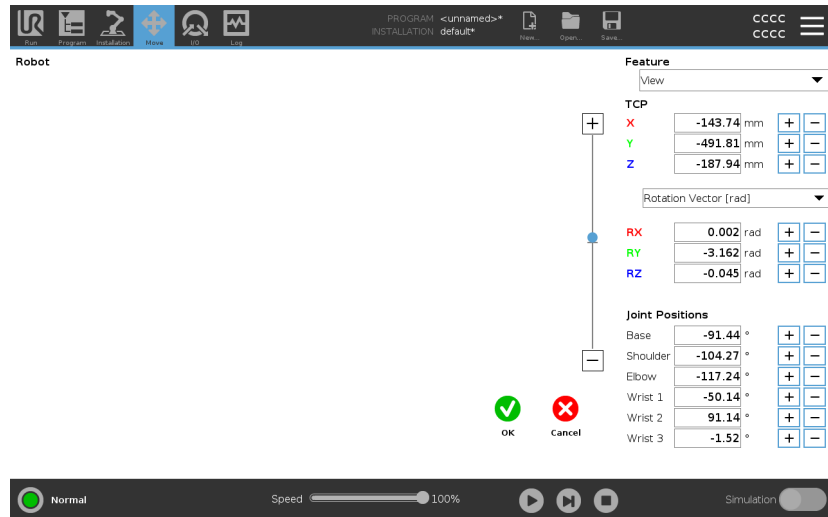 PROGRAM <unnamed>*
INSTALLATION default*
CCCC
CCCC
UR
Run
Program
Installation
Move
I/O
Log
New...
Open...
Save...
Robot
Feature
View
TCP
X -143.74 mm + −
Y -491.81 mm + −
Z -187.94 mm + −
Rotation Vector [rad]
RX 0.002 rad + −
RY -3.162 rad + −
RZ -0.045 rad + −
+
−
Joint Positions
Base -91.44 ° + −
Shoulder -104.27 ° + −
Elbow -117.24 ° + −
Wrist 1 -50.14 ° + −
Wrist 2 91.14 ° + −
Wrist 3 -1.52 ° + −
OK
Cancel
Normal
Speed 100%
Simulation